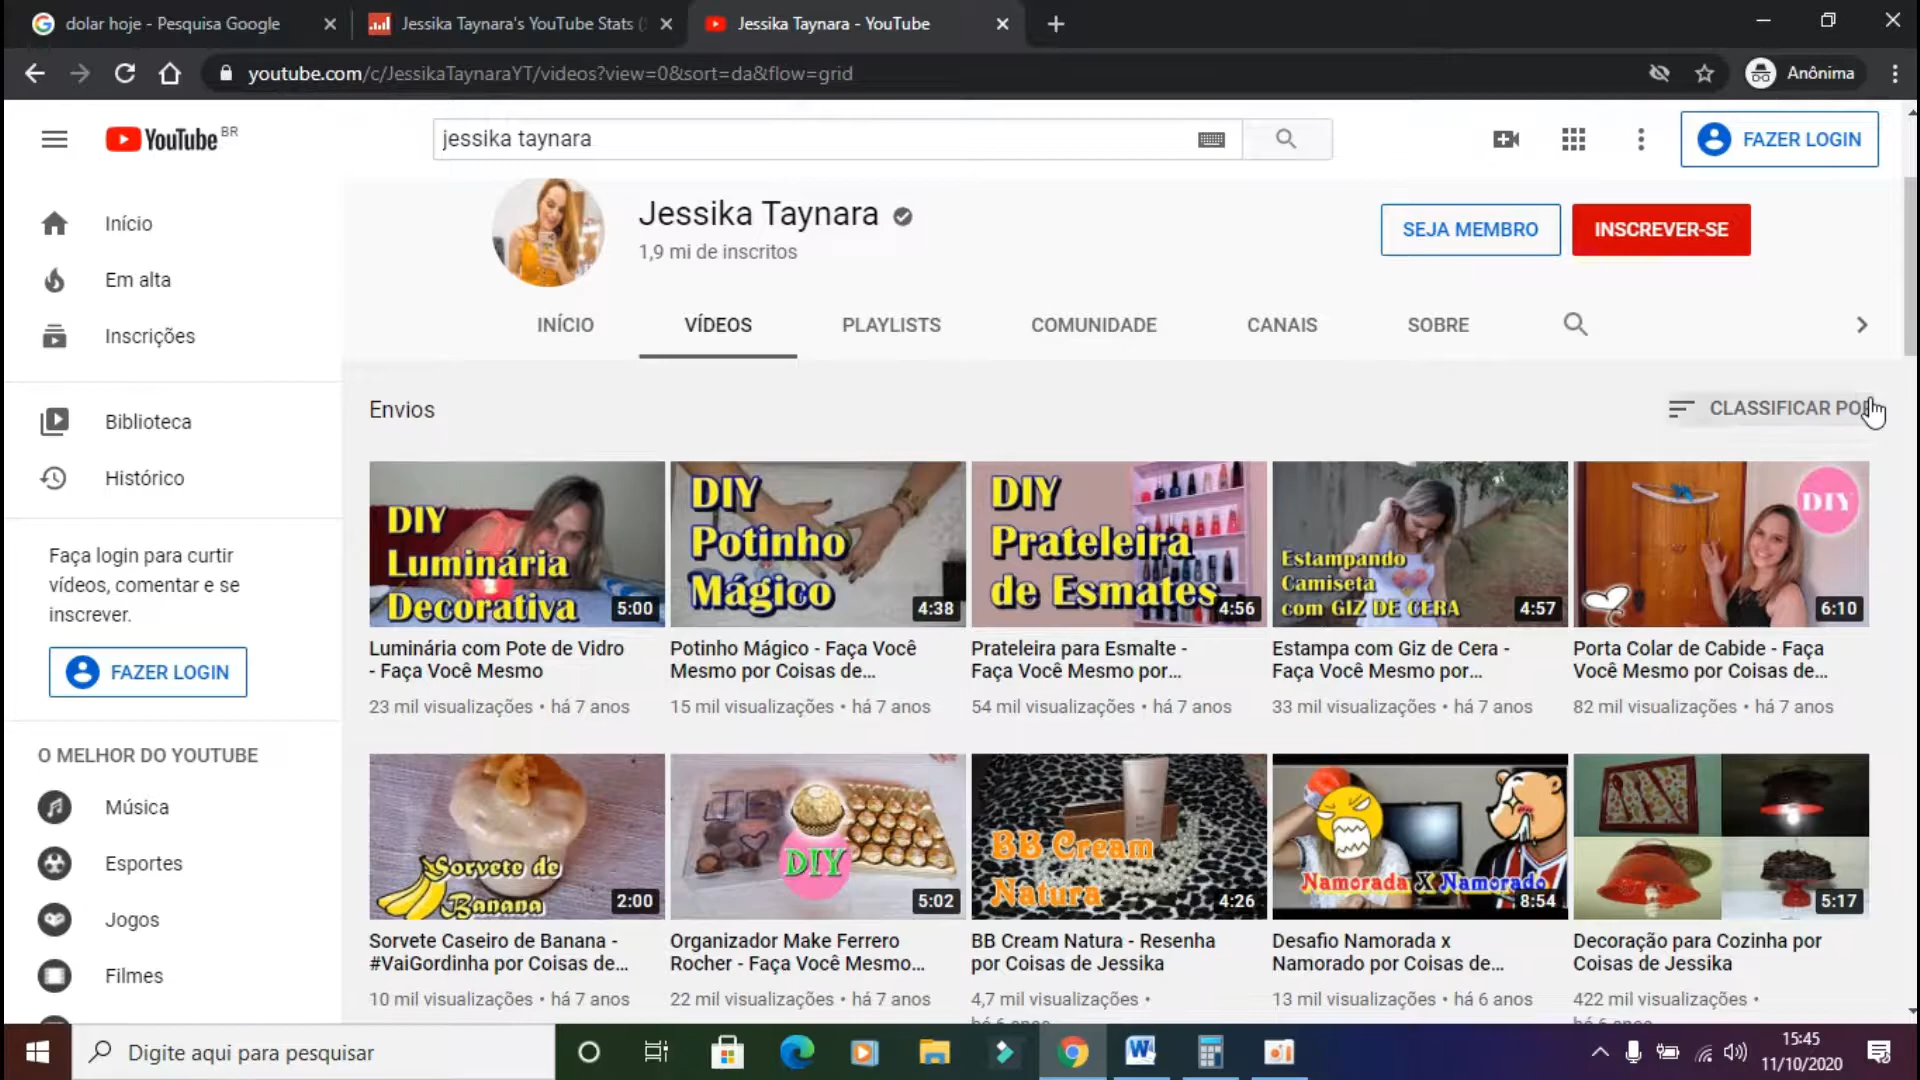 dolar hoje - Pesquisa Google
Jessika Taynara's YouTube Stats (
Jessika Taynara - YouTube
youtube.com/c/JessikaTaynaraYT/videos?view=0&sort=da&flow=grid
Anônima
YouTube BR
jessika taynara
FAZER LOGIN
Início
Em alta
Inscrições
Biblioteca
Histórico
Faça login para curtir
vídeos, comentar e se
inscrever.
FAZER LOGIN
O MELHOR DO YOUTUBE
Música
Esportes
Jogos
Filmes
Jessika Taynara
1,9 mi de inscritos
SEJA MEMBRO
INSCREVER-SE
INÍCIO
VÍDEOS
PLAYLISTS
COMUNIDADE
CANAIS
SOBRE
Envios
CLASSIFICAR PO
DIY
Luminária
Decorativa
5:00
Luminária com Pote de Vidro
- Faça Você Mesmo
23 mil visualizações • há 7 anos
DIY
Potinho
Mágico
4:38
Potinho Mágico - Faça Você
Mesmo por Coisas de...
15 mil visualizações • há 7 anos
DIY
Prateleira
de Esmates
4:56
Prateleira para Esmalte -
Faça Você Mesmo por...
54 mil visualizações • há 7 anos
Estampando
Camiseta
com GIZ DE CERA
4:57
Estampa com Giz de Cera -
Faça Você Mesmo por...
33 mil visualizações • há 7 anos
DIY
6:10
Porta Colar de Cabide - Faça
Você Mesmo por Coisas de...
82 mil visualizações • há 7 anos
Sorvete de
Banana
2:00
Sorvete Caseiro de Banana -
#VaiGordinha por Coisas de...
10 mil visualizações • há 7 anos
DIY
5:02
Organizador Make Ferrero
Rocher - Faça Você Mesmo...
22 mil visualizações • há 7 anos
BB Cream
Natura
4:26
BB Cream Natura - Resenha
por Coisas de Jessika
4,7 mil visualizações •
há 6 anos
Namorada X Namorado
8:54
Desafio Namorada x
Namorado por Coisas de...
13 mil visualizações • há 6 anos
5:17
Decoração para Cozinha por
Coisas de Jessika
422 mil visualizações •
há 6 anos
Digite aqui para pesquisar
15:45
11/10/2020